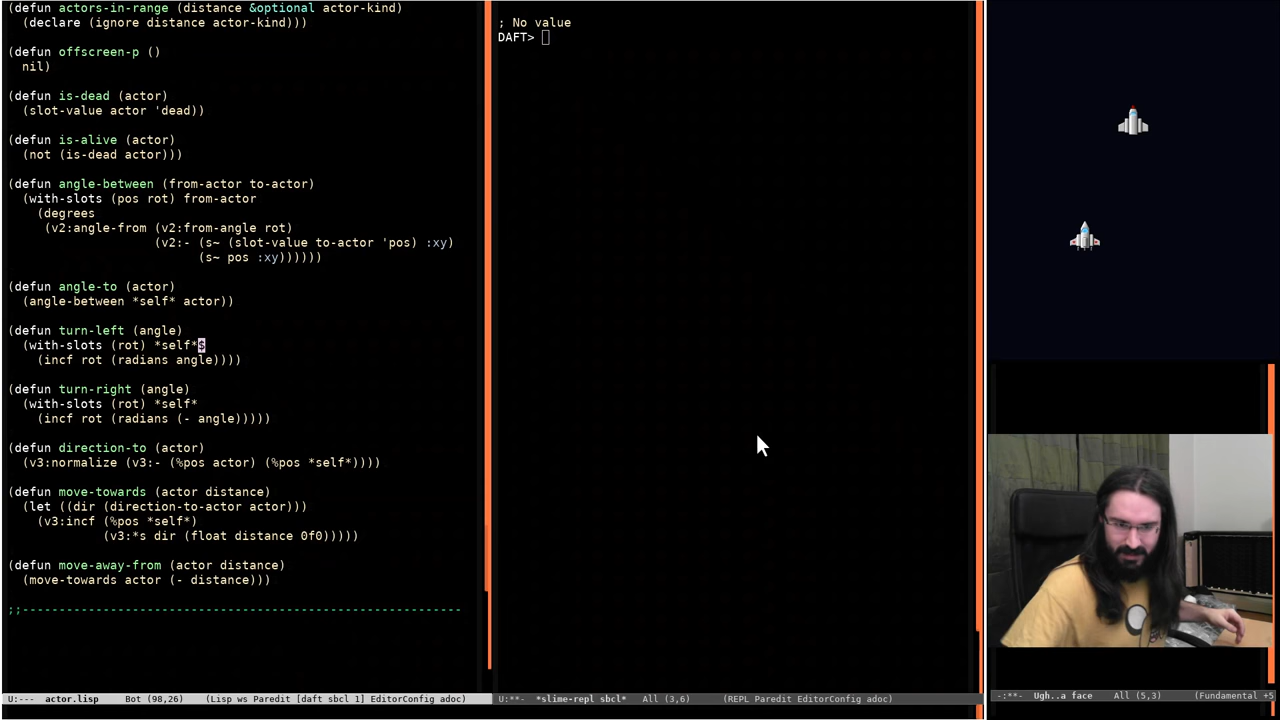 (defun actors-in-range (distance &optional actor-kind)
(declare (ignore distance actor-kind)))
(defun offscreen-p ()
nil)
(defun is-dead (actor)
(slot-value actor 'dead))
(defun is-alive (actor)
(not (is-dead actor)))
(defun angle-between (from-actor to-actor)
(with-slots (pos rot) from-actor
(degrees
(v2:angle-from (v2:from-angle rot)
(v2:- (s~ (slot-value to-actor 'pos) :xy)
(s~ pos :xy))))))
(defun angle-to (actor)
(angle-between *self* actor))
(defun turn-left (angle)
(with-slots (rot) *self*$
(incf rot (radians angle))))
(defun turn-right (angle)
(with-slots (rot) *self*
(incf rot (radians (- angle)))))
(defun direction-to (actor)
(v3:normalize (v3:- (%pos actor) (%pos *self*))))
(defun move-towards (actor distance)
(let ((dir (direction-to-actor actor)))
(v3:incf (%pos *self*)
(v3:*s dir (float distance 0f0)))))
(defun move-away-from (actor distance)
(move-towards actor (- distance)))
;;------------------------------------------------------------
U:--- actor.lisp Bot (98,26) (Lisp ws Paredit [daft sbcl 1] EditorConfig adoc)
; No value
DAFT>
U:**- *slime-repl sbcl* All (3,6) (REPL Paredit EditorConfig adoc)
-:**- Ugh..a face All (5,3) (Fundamental +5